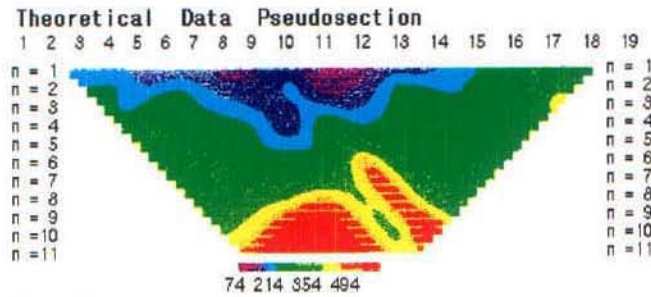 Theoretical Data Pseudosection
1 2 3 4 5 6 7 8 9 10 11 12 13 14 15 16 17 18 19
n = 1 n = 1
n = 2 n = 2
n = 3 n = 3
n = 4 n = 4
n = 5 n = 5
n = 6 n = 6
n = 7 n = 7
n = 8 n = 8
n = 9 n = 9
n =10 n =10
n =11 n =11
74 214 354 494